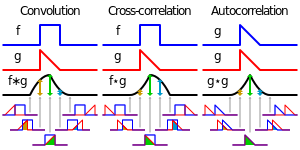 Convolution Cross-correlation Autocorrelation
f f g
g g g
f∗g f⋆g g⋆g